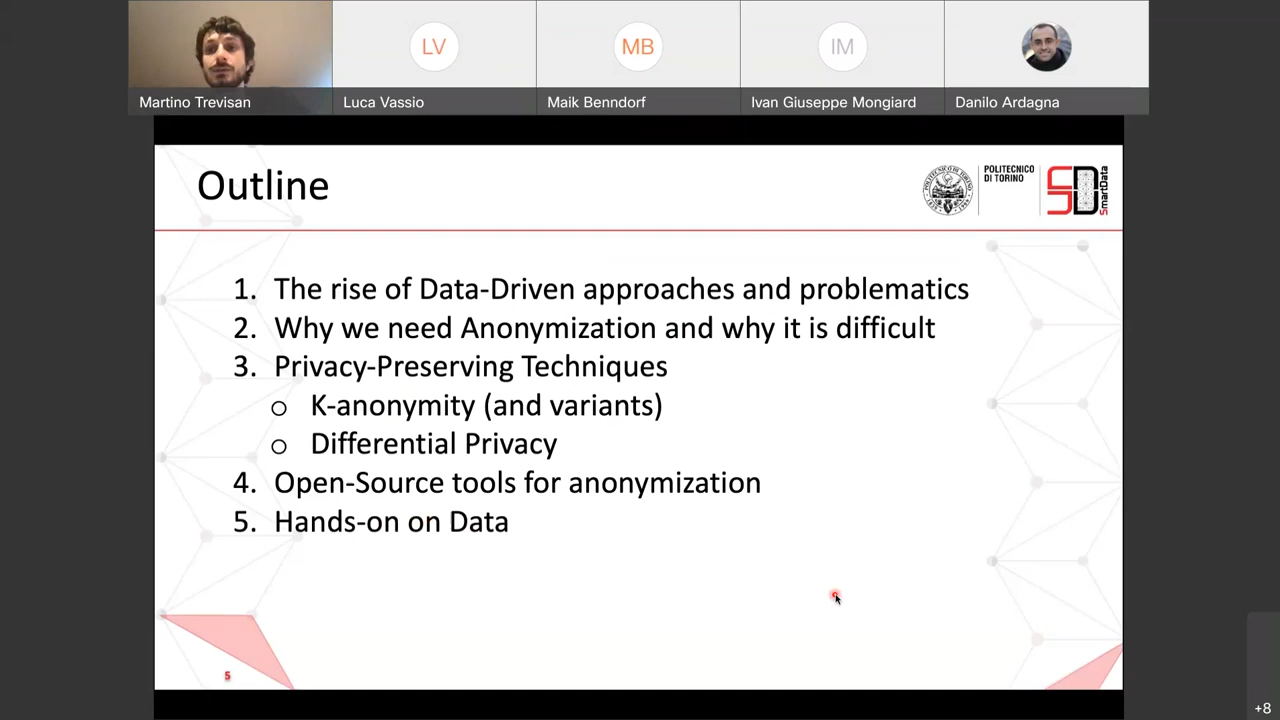 LV
MB
IM
Martino Trevisan
Luca Vassio
Maik Benndorf
Ivan Giuseppe Mongiard
Danilo Ardagna
Outline
POLITECNICO
DI TORINO
SmartData
1. The rise of Data-Driven approaches and problematics
2. Why we need Anonymization and why it is difficult
3. Privacy-Preserving Techniques
o K-anonymity (and variants)
o Differential Privacy
4. Open-Source tools for anonymization
5. Hands-on on Data
5
+8